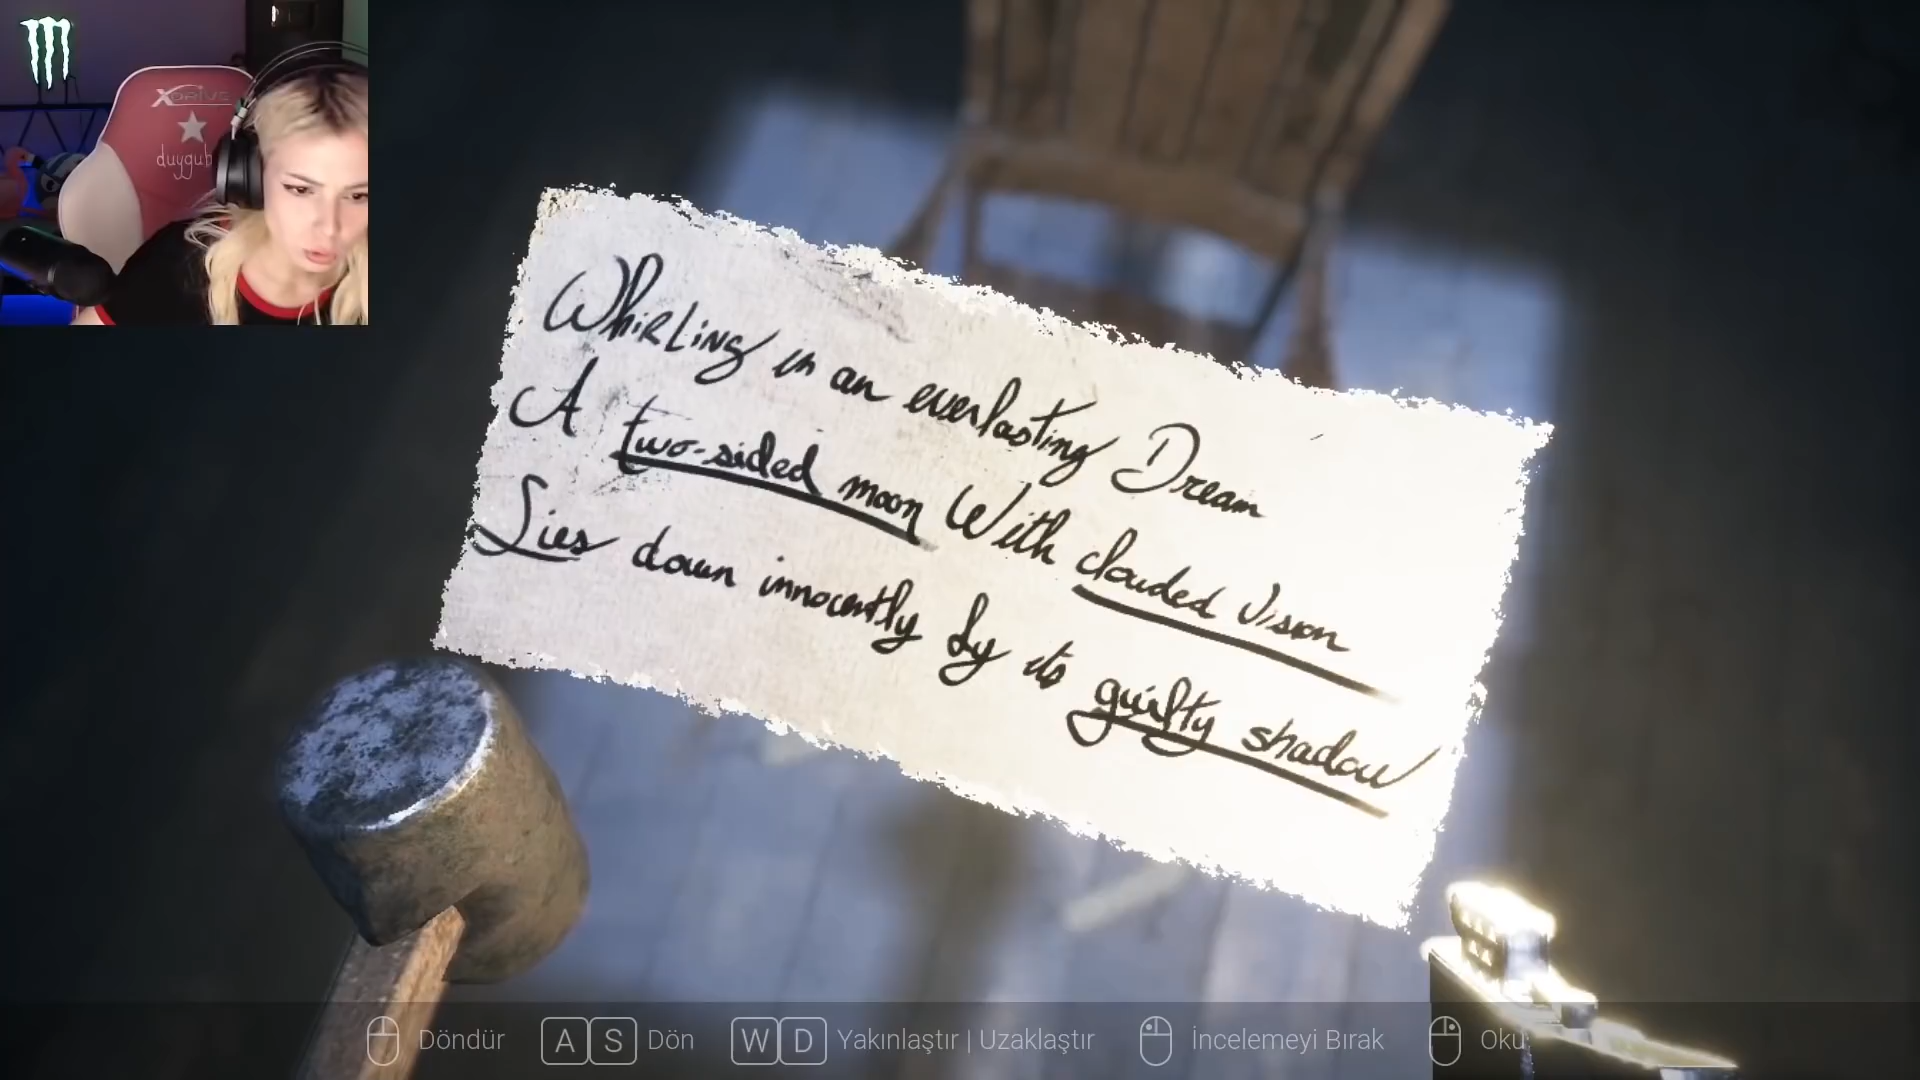 XDRIVE
duygub
Whirling in an everlasting Dream
A two-sided moon With clouded Vision
Lies down innocently by its guilty shadow
Döndür
A S Dön
W D Yakınlaştır | Uzaklaştır
İncelemeyi Bırak
Oku